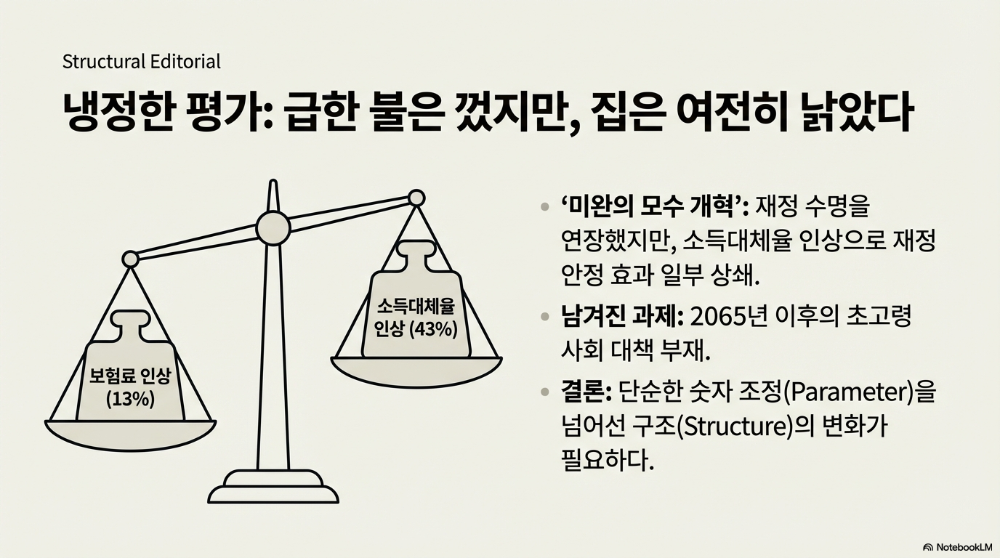 Structural Editorial
냉정한 평가: 급한 불은 껐지만, 집은 여전히 낡았다
보험료 인상
(13%)
소득대체율
인상 (43%)
‘미완의 모수 개혁’: 재정 수명을
연장했지만, 소득대체율 인상으로 재정
안정 효과 일부 상쇄.
남겨진 과제: 2065년 이후의 초고령
사회 대책 부재.
결론: 단순한 숫자 조정(Parameter)을
넘어선 구조(Structure)의 변화가
필요하다.
NotebookLM